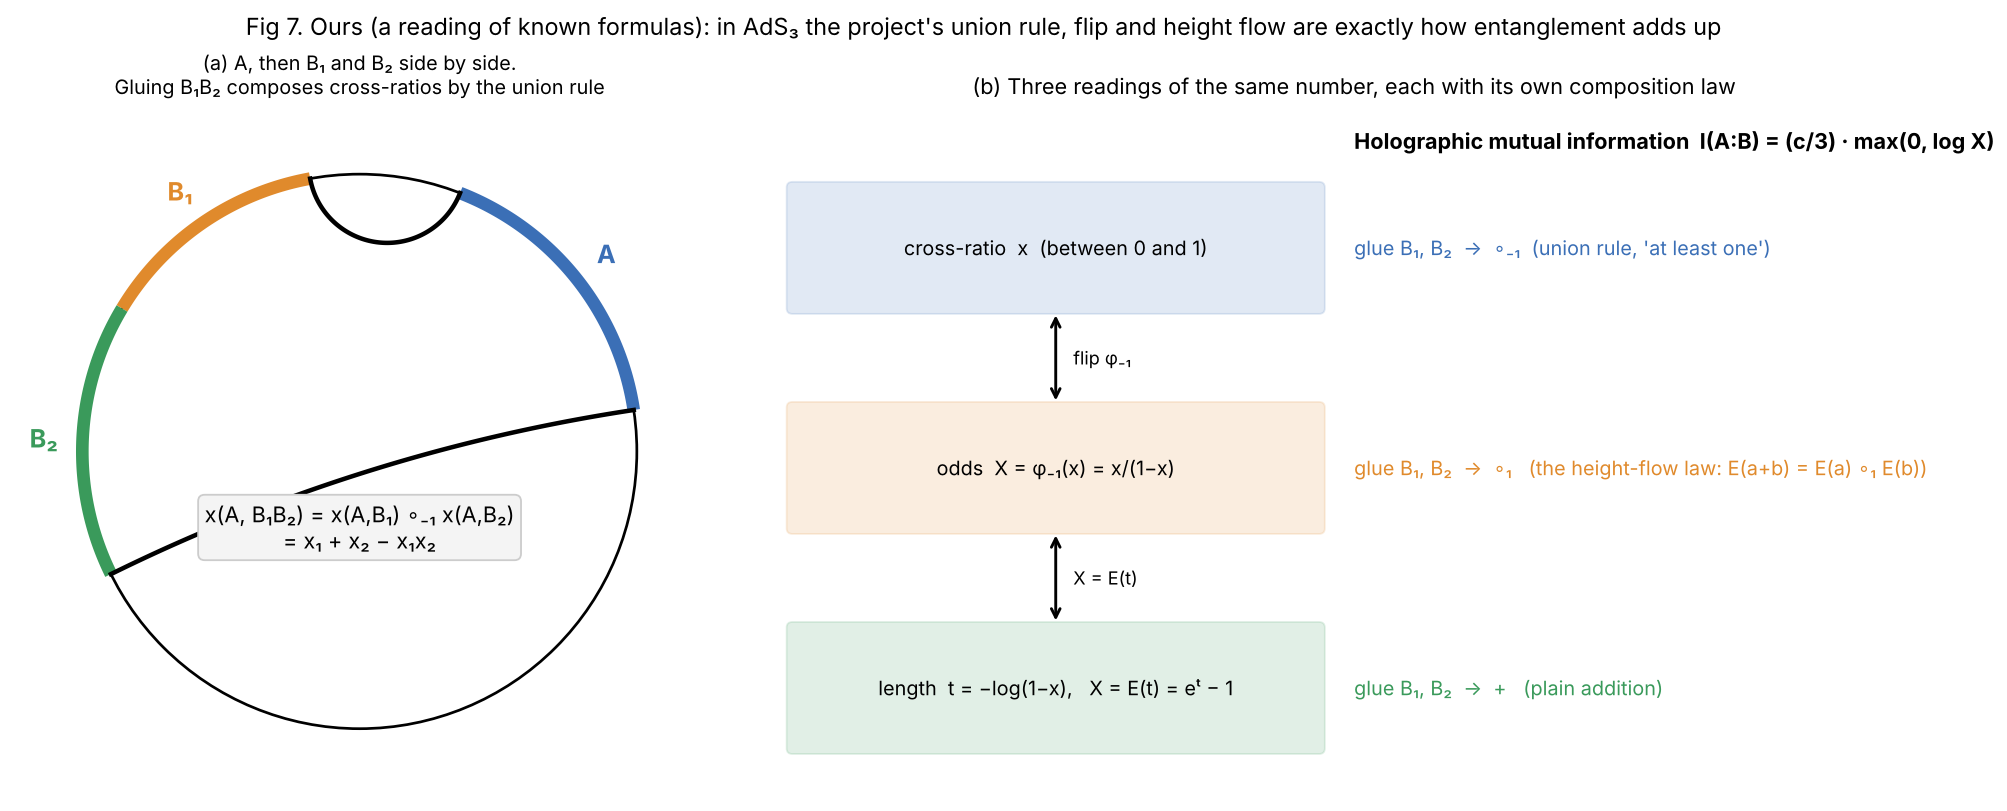 Fig 7. Ours (a reading of known formulas): in AdS₃ the project's union rule, flip and height flow are exactly how entanglement adds up
(a) A, then B₁ and B₂ side by side.
Gluing B₁B₂ composes cross-ratios by the union rule
B₁
A
B₂
x(A, B₁B₂) = x(A,B₁) ∘₋₁ x(A,B₂)
= x₁ + x₂ − x₁x₂
(b) Three readings of the same number, each with its own composition law
Holographic mutual information I(A:B) = (c/3) · max(0, log X)
cross-ratio x (between 0 and 1)
glue B₁, B₂ → ∘₋₁ (union rule, 'at least one')
flip φ₋₁
odds X = φ₋₁(x) = x/(1−x)
glue B₁, B₂ → ∘₁ (the height-flow law: E(a+b) = E(a) ∘₁ E(b))
X = E(t)
length t = −log(1−x), X = E(t) = eᵗ − 1
glue B₁, B₂ → + (plain addition)